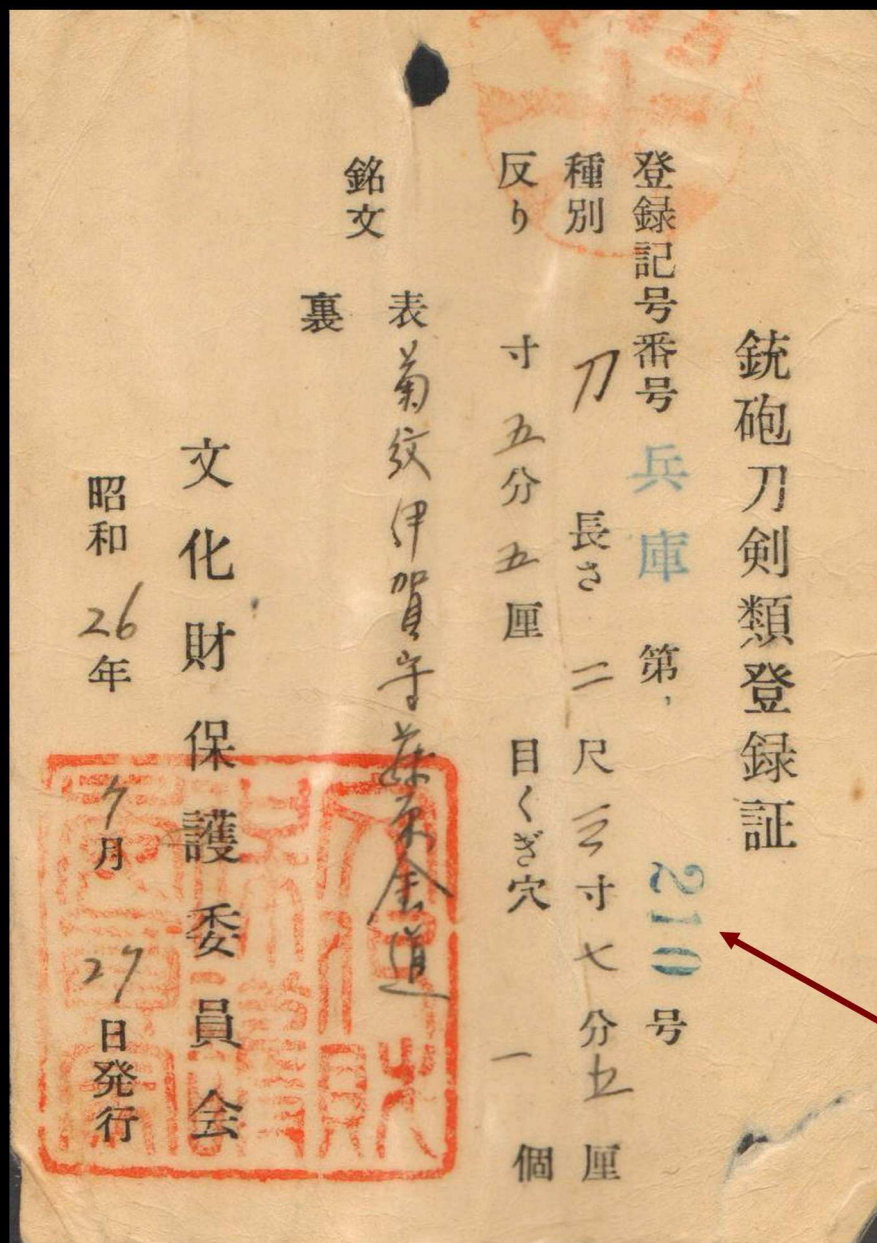 銃砲刀剣類登録証
登録記号番号 兵庫 第 210 号
種別 刀 長さ 二尺三寸七分五厘
反り 寸五分五厘 目くぎ穴 一個
銘文 表 菊紋伊賀守藤原金道
裏
文化財保護委員会
昭和26年 月27日発行